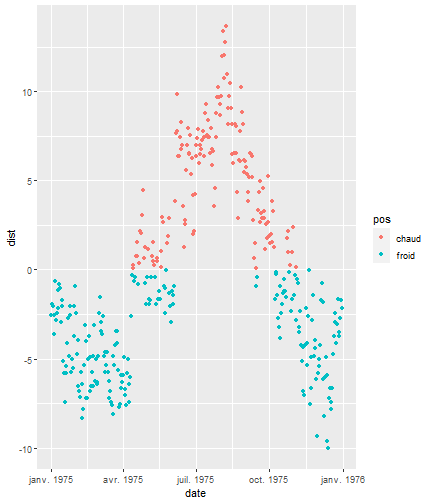 10
5
0
-5
-10
dist
janv. 1975
avr. 1975
juil. 1975
oct. 1975
janv. 1976
date
pos
chaud
froid